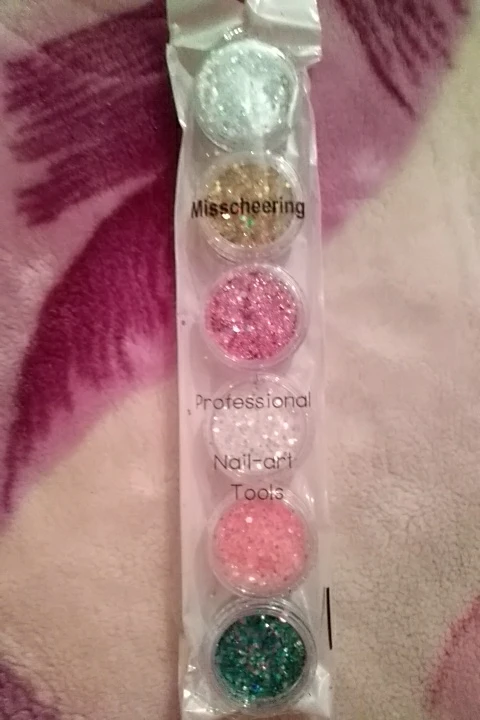 Misscheering
Professional
Nail-art
Tools